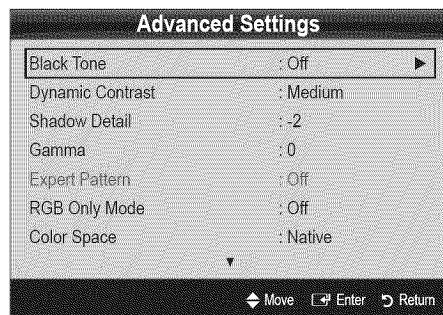 Advanced Settings
Black Tone : Off ▶
Dynamic Contrast : Medium
Shadow Detail : -2
Gamma : 0
Expert Pattern : Off
RGB Only Mode : Off
Color Space : Native
▼
Move Enter Return